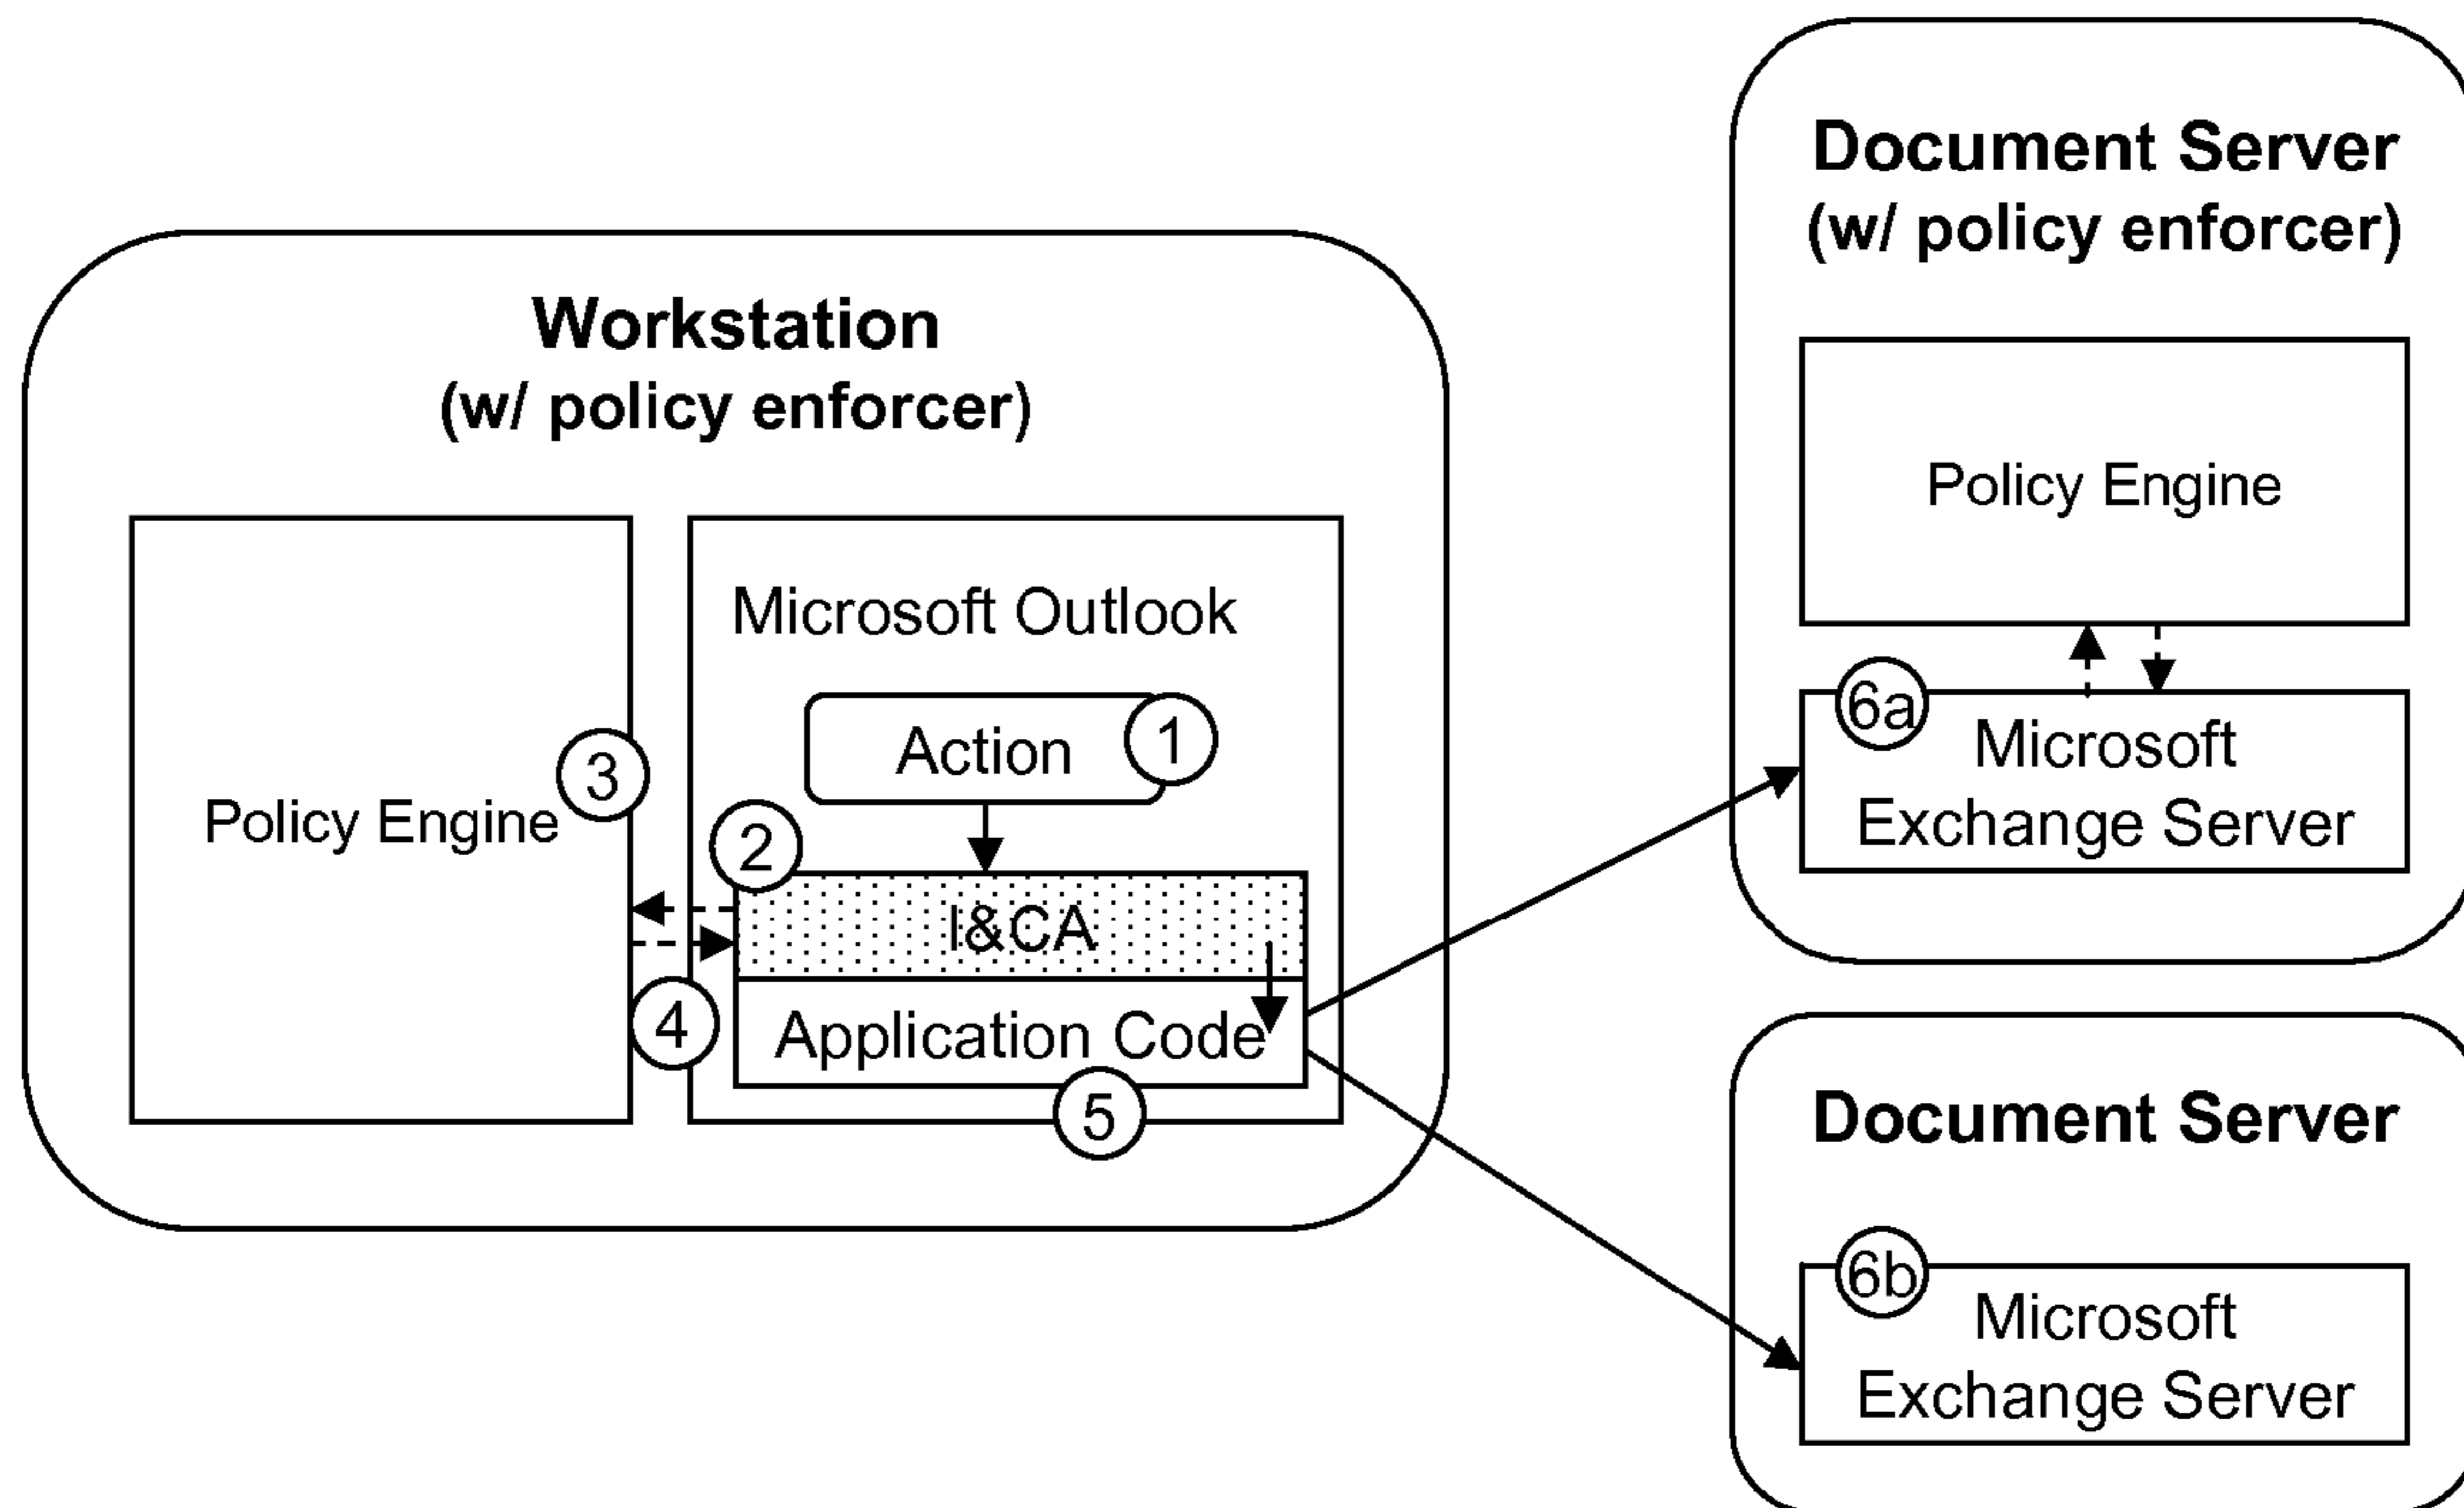 Workstation
(w/ policy enforcer)
Policy Engine
3
Microsoft Outlook
Action
1
2
I&CA
4
Application Code
5
Document Server
(w/ policy enforcer)
Policy Engine
6a
Microsoft
Exchange Server
Document Server
6b
Microsoft
Exchange Server